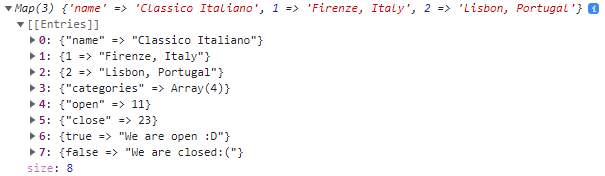 ▼ Map(3) {'name' => 'Classico Italiano', 1 => 'Firenze, Italy', 2 => 'Lisbon, Portugal'} i
▼ [[Entries]]
▶ 0: {"name" => "Classico Italiano"}
▶ 1: {1 => "Firenze, Italy"}
▶ 2: {2 => "Lisbon, Portugal"}
▶ 3: {"categories" => Array(4)}
▶ 4: {"open" => 11}
▶ 5: {"close" => 23}
▶ 6: {true => "We are open :D"}
▶ 7: {false => "We are closed:("}
size: 8